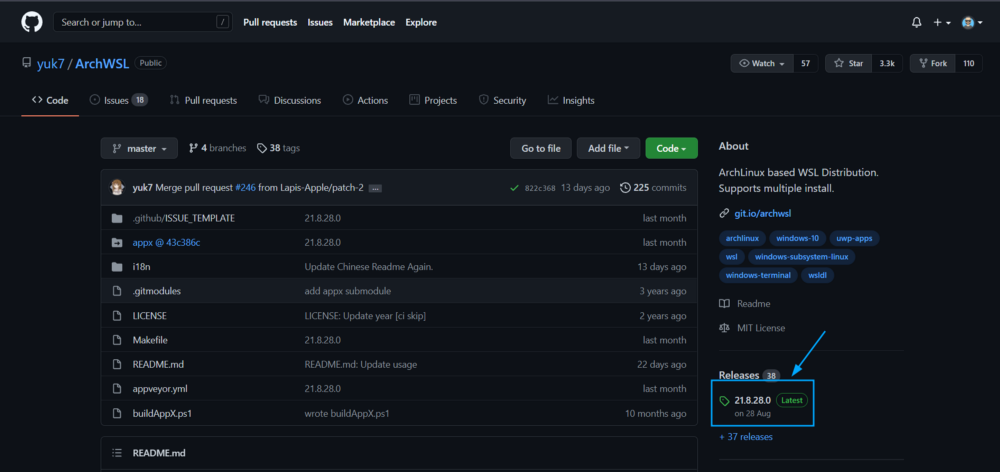 Search or jump to... /
Pull requests Issues Marketplace Explore
yuk7 / ArchWSL Public
Watch 57 Star 3.3k Fork 110
Code Issues 18 Pull requests Discussions Actions Projects Security Insights
master 4 branches 38 tags Go to file Add file Code
yuk7 Merge pull request #246 from Lapis-Apple/patch-2 ... 822c368 13 days ago 225 commits
.github/ISSUE_TEMPLATE 21.8.28.0 last month
appx @ 43c386c 21.8.28.0 last month
i18n Update Chinese Readme Again. 13 days ago
.gitmodules add appx submodule 3 years ago
LICENSE LICENSE: Update year [ci skip] 2 years ago
Makefile 21.8.28.0 last month
README.md README.md: Update usage 22 days ago
appveyor.yml 21.8.28.0 last month
buildAppX.ps1 wrote buildAppX.ps1 10 months ago
README.md
About
ArchLinux based WSL Distribution.
Supports multiple install.
git.io/archwsl
archlinux windows-10 uwp-apps
wsl windows-subsystem-linux
windows-terminal wsldl
Readme
MIT License
Releases 38
21.8.28.0 Latest
on 28 Aug
+ 37 releases